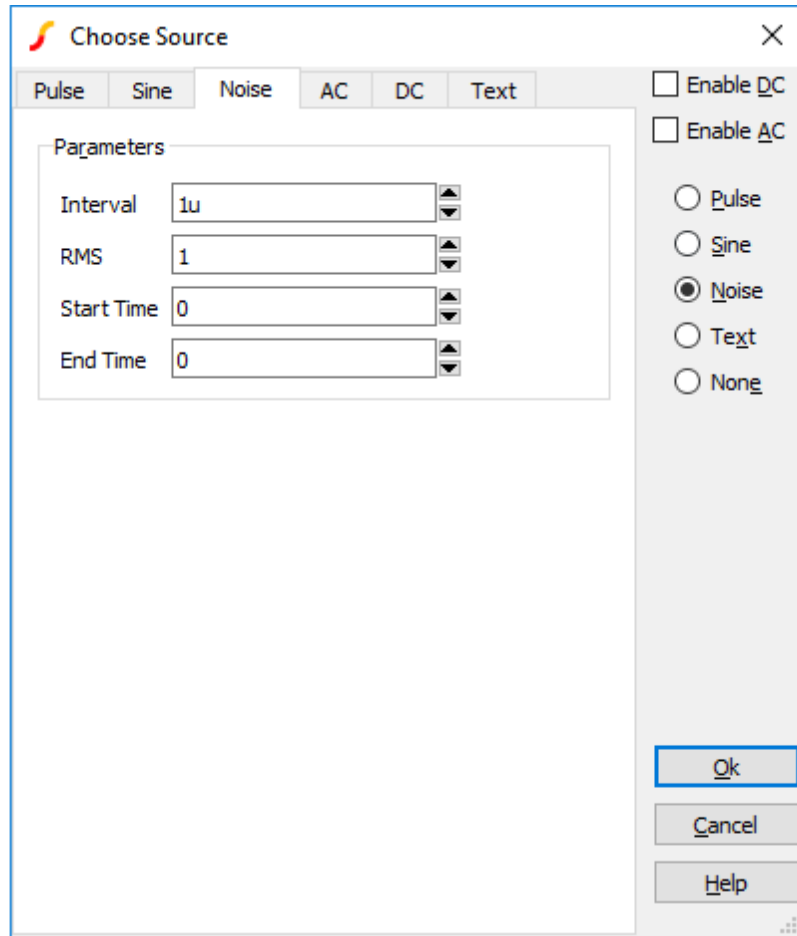 Choose Source
Pulse Sine Noise AC DC Text
Enable DC
Enable AC
Parameters
Interval 1u
RMS 1
Start Time 0
End Time 0
Pulse
Sine
Noise
Text
None
Ok
Cancel
Help